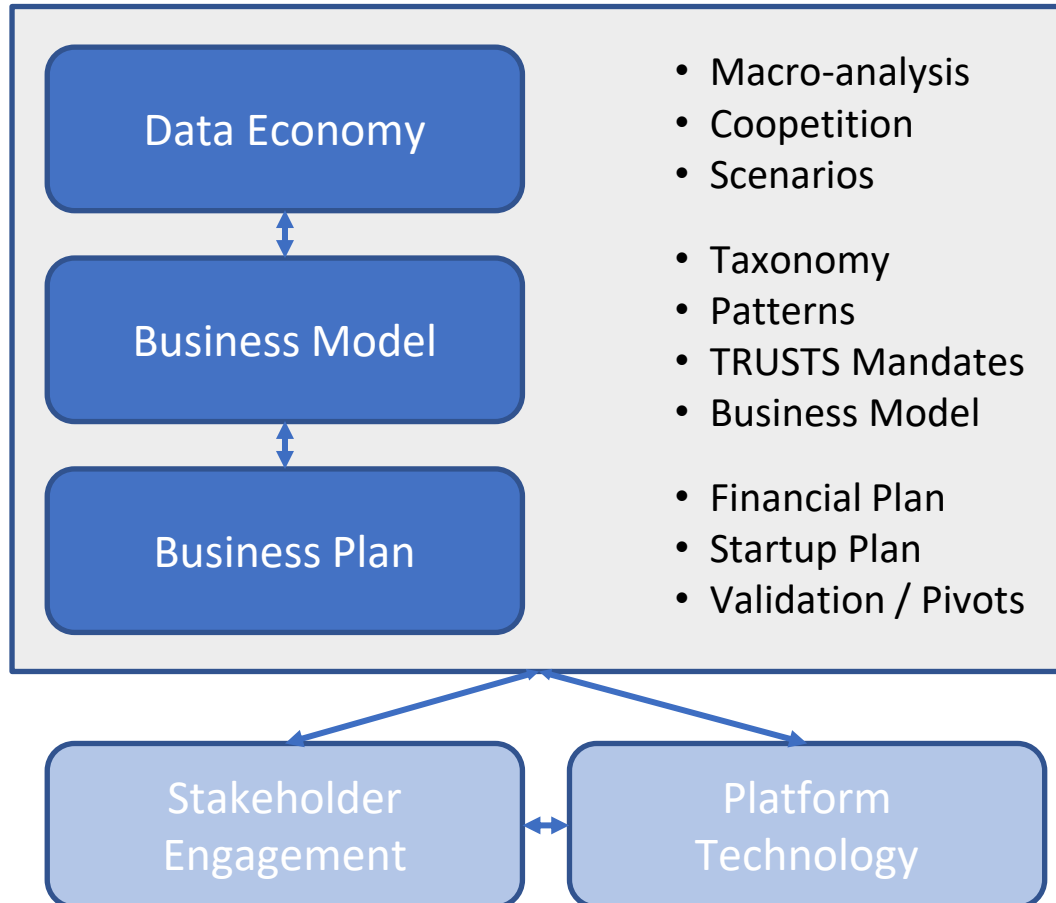 Data Economy
• Macro-analysis
• Coopetition
• Scenarios
Business Model
• Taxonomy
• Patterns
• TRUSTS Mandates
• Business Model
Business Plan
• Financial Plan
• Startup Plan
• Validation / Pivots
Stakeholder
Engagement
Platform
Technology